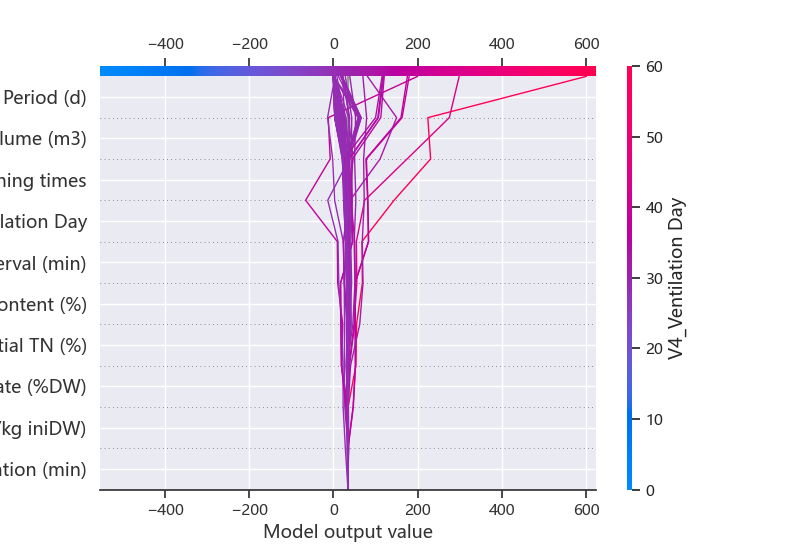 −400 −200 0 200 400 600
Period (d)
lume (m3)
ning times
lation Day
erval (min)
ontent (%)
tial TN (%)
ate (%DW)
/kg iniDW)
ation (min)
−400 −200 0 200 400 600
Model output value
60
50
40
30
20
10
0
V4_Ventilation Day